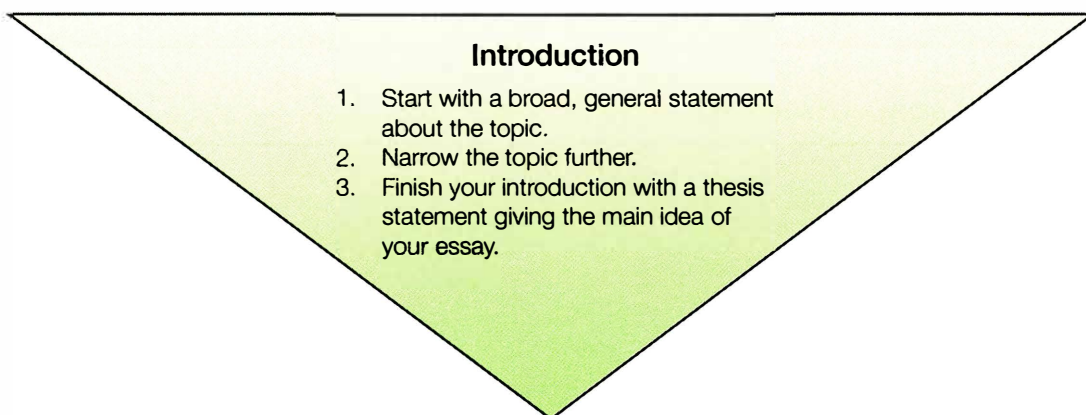 Introduction
1. Start with a broad, general statement
about the topic.
2. Narrow the topic further.
3. Finish your introduction with a thesis
statement giving the main idea of
your essay.